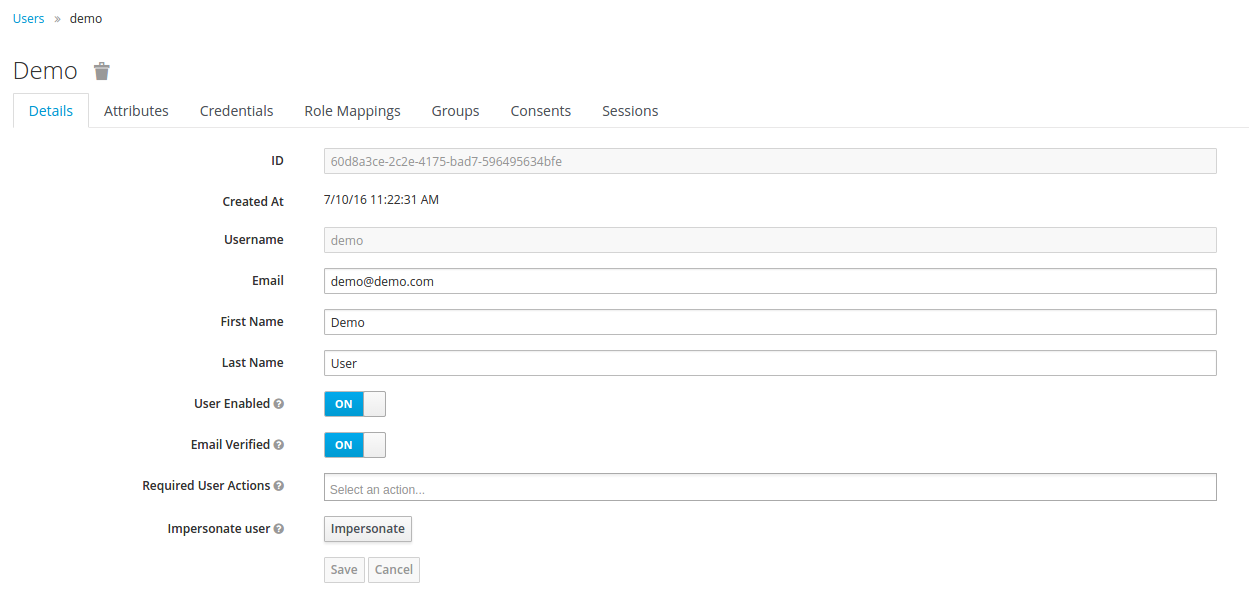 Users » demo
Demo
Details Attributes Credentials Role Mappings Groups Consents Sessions
ID 60d8a3ce-2c2e-4175-bad7-596495634bfe
Created At 7/10/16 11:22:31 AM
Username demo
Email demo@demo.com
First Name Demo
Last Name User
User Enabled ? ON
Email Verified ? ON
Required User Actions ? Select an action...
Impersonate user ? Impersonate
Save Cancel